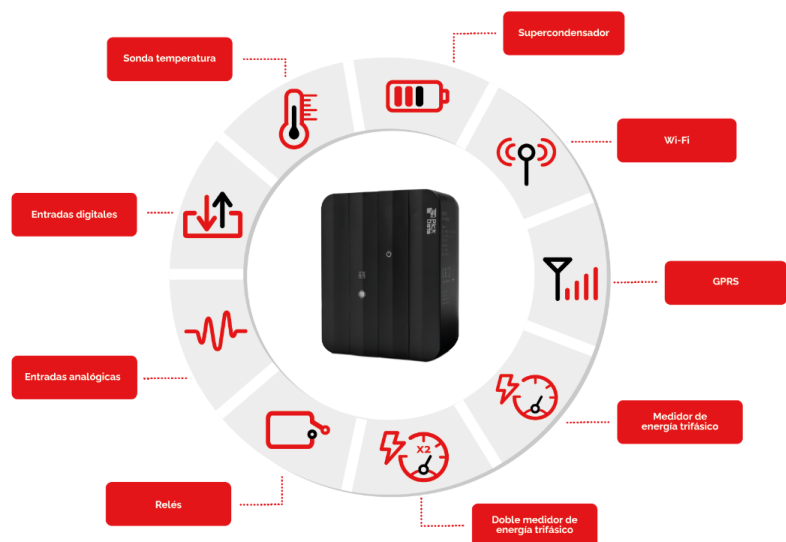 Supercondensador
Sonda temperatura
Wi-Fi
Entradas digitales
GPRS
Entradas analógicas
Medidor de
energía trifásico
X2
Relés
Doble medidor de
energía trifásico